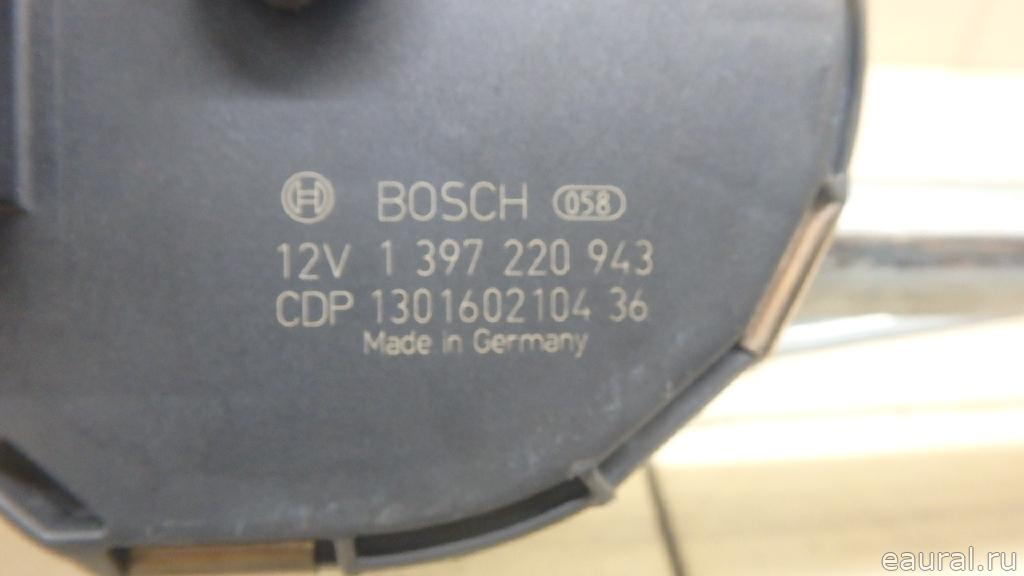 BOSCH 058
12V 1 397 220 943
CDP 1301602104 36
Made in Germany
eaural.ru